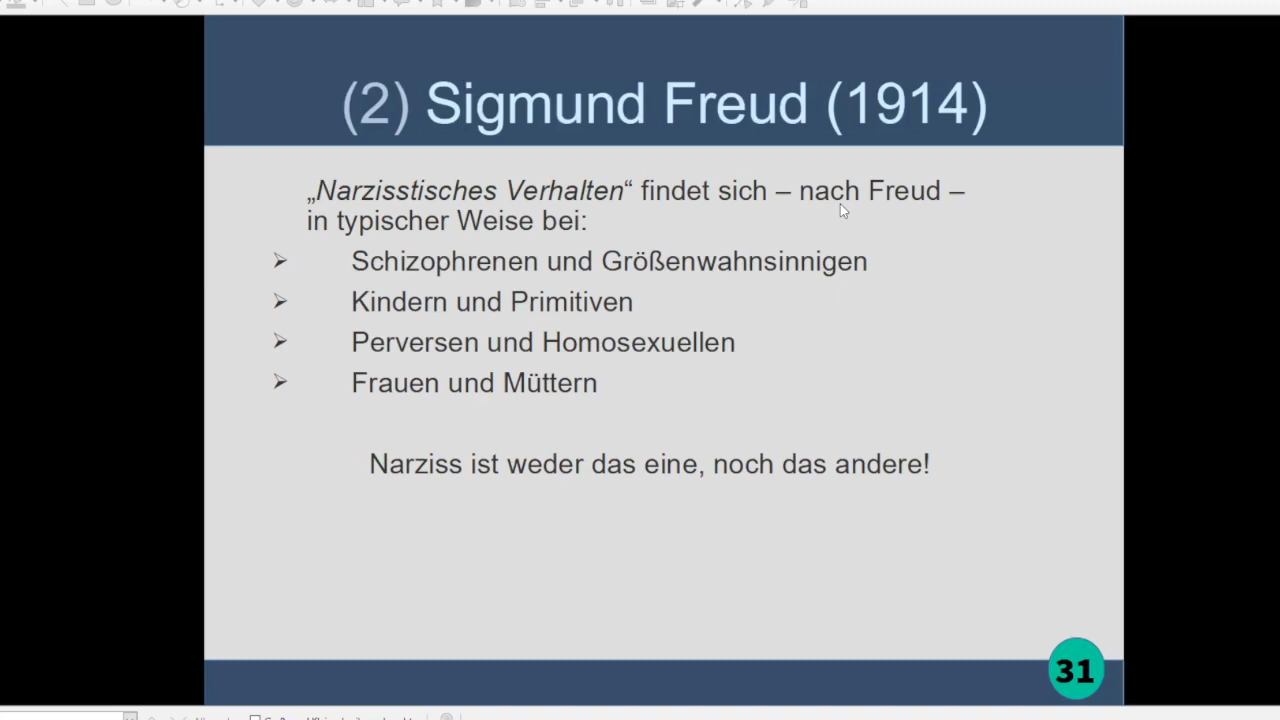 (2) Sigmund Freud (1914)
„Narzisstisches Verhalten“ findet sich – nach Freud –
in typischer Weise bei:
➢ Schizophrenen und Größenwahnsinnigen
➢ Kindern und Primitiven
➢ Perversen und Homosexuellen
➢ Frauen und Müttern
Narziss ist weder das eine, noch das andere!
31